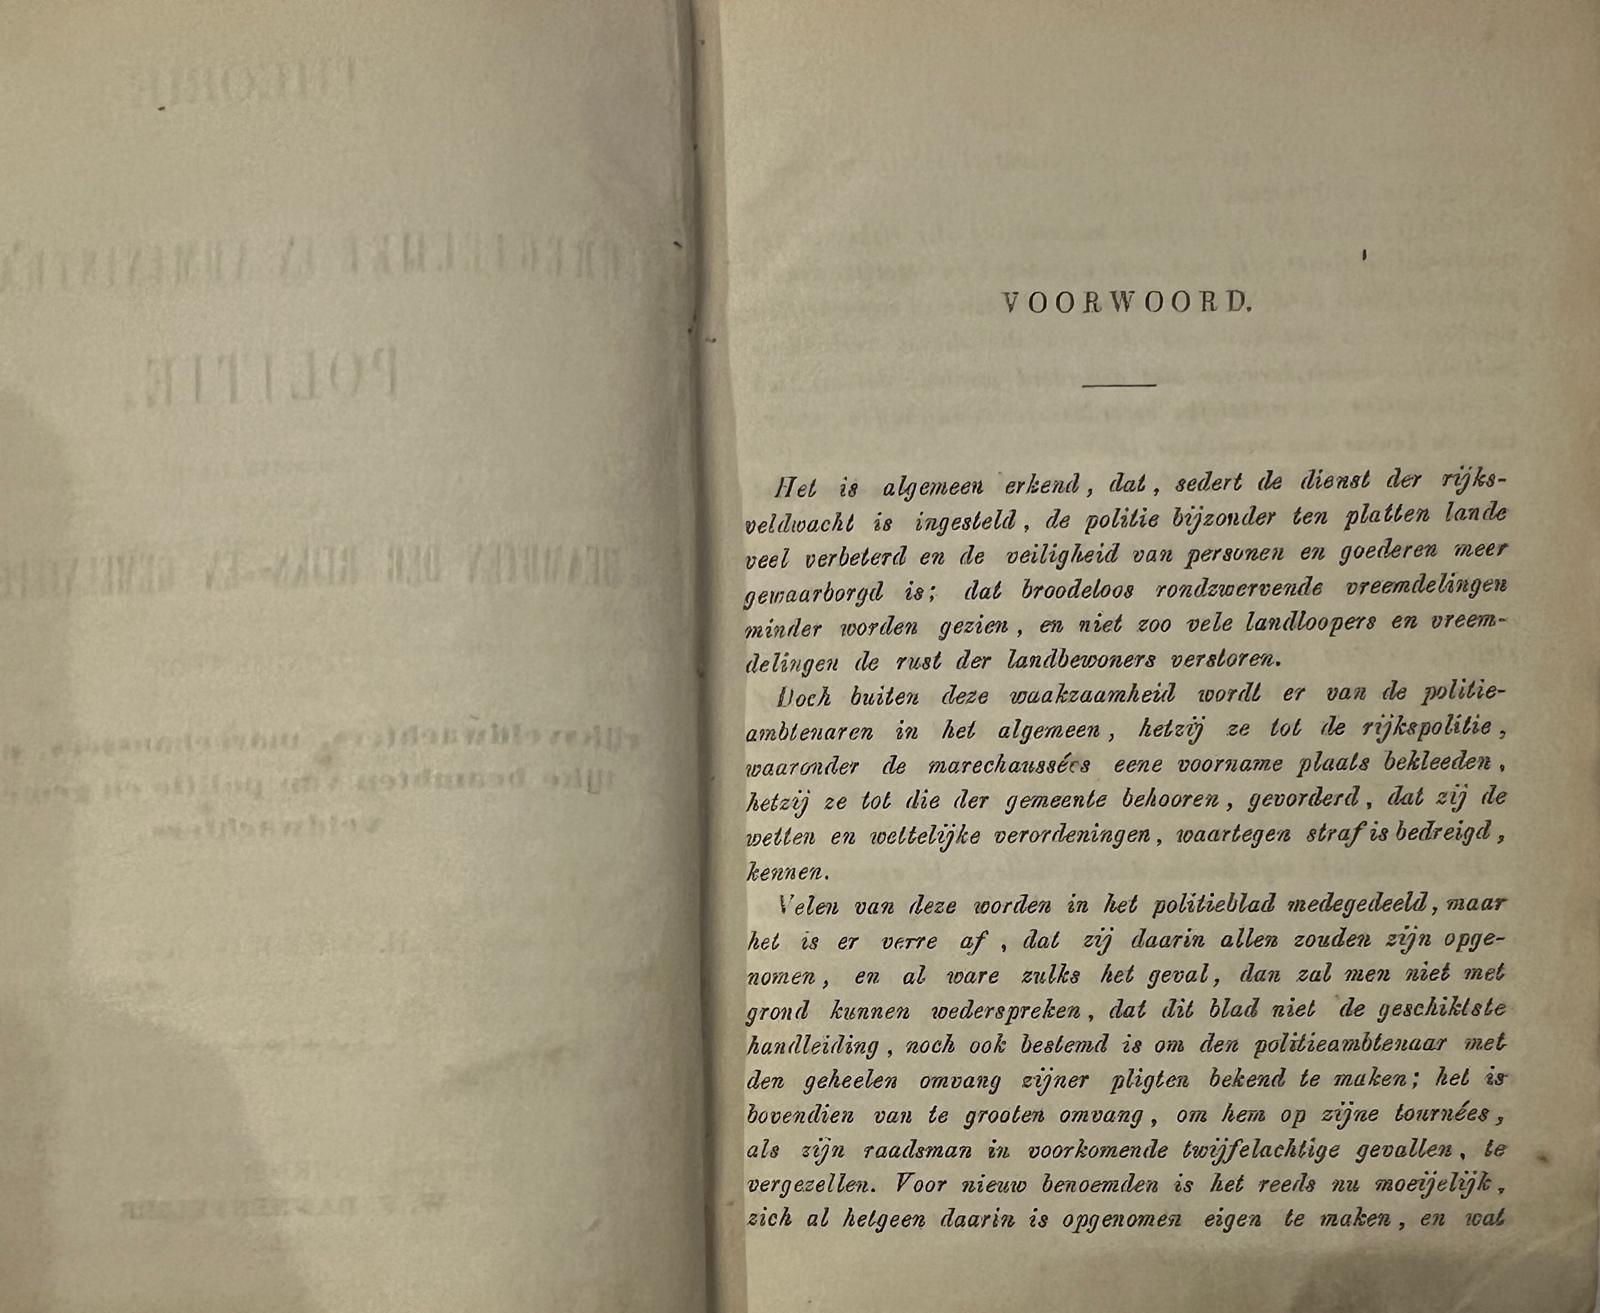 VOORWOORD.
Het is algemeen erkend, dat, sedert de dienst der rijks-
veldwacht is ingesteld, de politie bijzonder ten platten lande
veel verbeterd en de veiligheid van personen en goederen meer
gewaarborgd is; dat broodeloos rondzwervende vreemdelingen
minder worden gezien, en niet zoo vele landloopers en vreem-
delingen de rust der landbewoners verstoren.
Doch buiten deze waakzaamheid wordt er van de politie-
ambtenaren in het algemeen, hetzij ze tot de rijkspolitie,
waaronder de marechaussées eene voorname plaats bekleeden,
hetzij ze tot die der gemeente behooren, gevorderd, dat zij de
wetten en wettelijke verordeningen, waartegen straf is bedreigd,
kennen.
Velen van deze worden in het politieblad medegedeeld, maar
het is er verre af, dat zij daarin allen zouden zijn opge-
nomen, en al ware zulks het geval, dan zal men niet met
grond kunnen wederspreken, dat dit blad niet de geschiktste
handleiding, noch ook bestemd is om den politieambtenaar met
den geheelen omvang zijner pligten bekend te maken; het is
bovendien van te grooten omvang, om hem op zijne tournées,
als zijn raadsman in voorkomende twijfelachtige gevallen, te
vergezellen. Voor nieuw benoemden is het reeds nu moeijelijk,
zich al hetgeen daarin is opgenomen eigen te maken, en wat